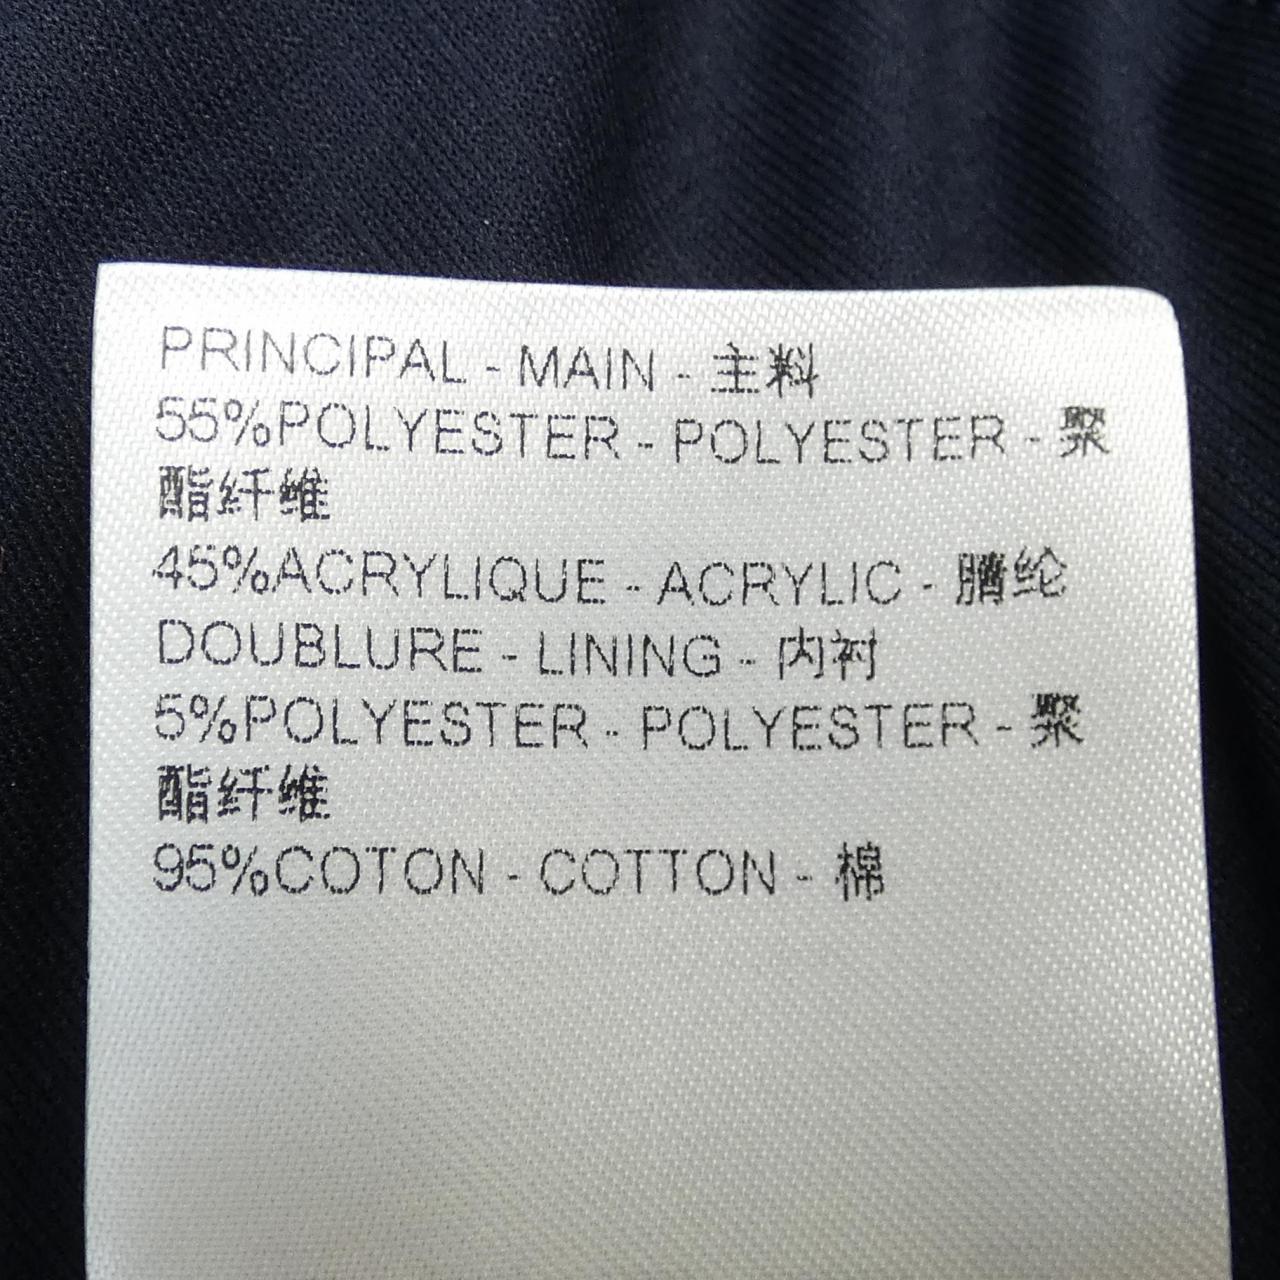 PRINCIPAL - MAIN - 主料
55%POLYESTER - POLYESTER - 聚
酯纤维
45%ACRYLIQUE - ACRYLIC - 腈纶
DOUBLURE - LINING - 内衬
5%POLYESTER - POLYESTER - 聚
酯纤维
95%COTON - COTTON - 棉